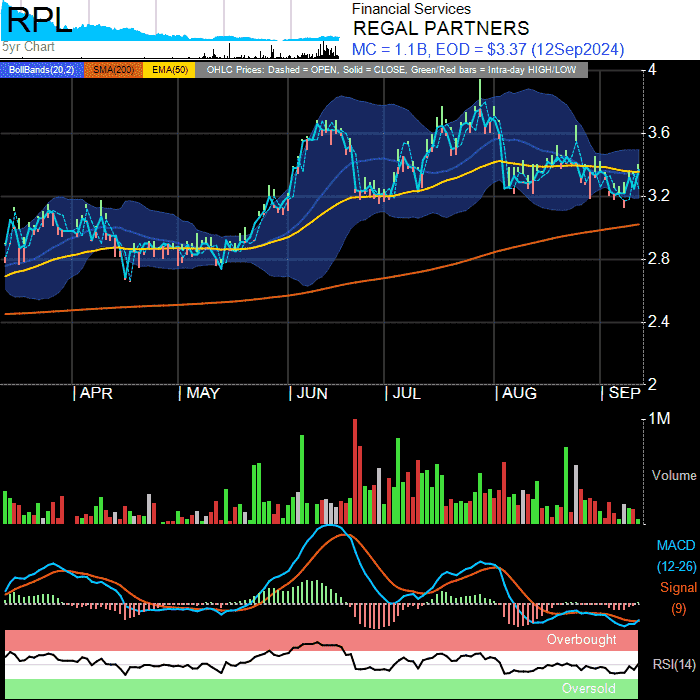 RPL
5yr Chart
Financial Services
REGAL PARTNERS
MC = 1.1B, EOD = $3.37 (12Sep2024)
BollBands(20,2) SMA(200) EMA(50) OHLC Prices: Dashed = OPEN, Solid = CLOSE, Green/Red bars = Intra-day HIGH/LOW
4
3.6
3.2
2.8
2.4
2
APR MAY JUN JUL AUG SEP
1M
Volume
MACD
(12-26)
Signal
(9)
Overbought
RSI(14)
Oversold